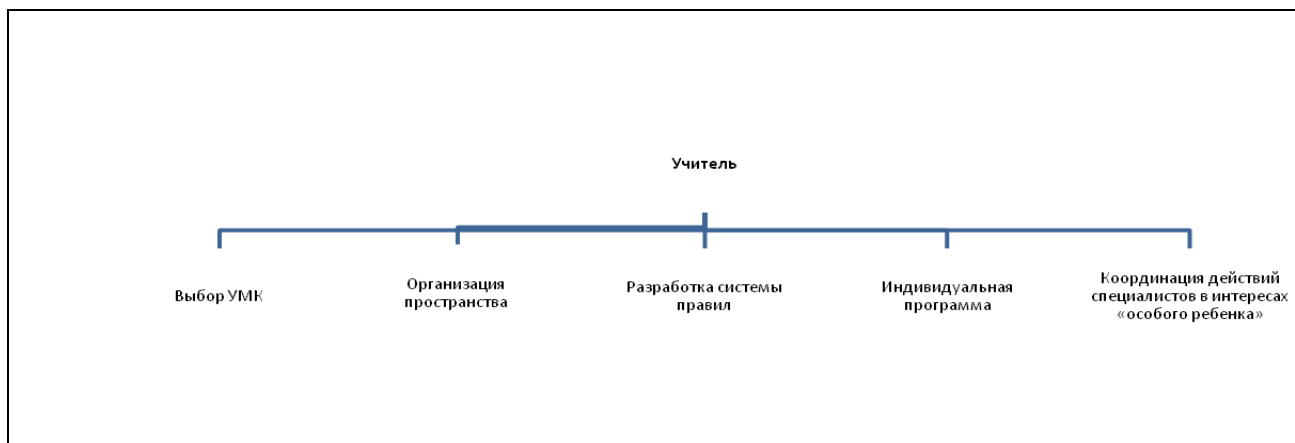 Учитель
Выбор УМК
Организация
пространства
Разработка системы
правил
Индивидуальная
программа
Координация действий
специалистов в интересах
«особого ребенка»